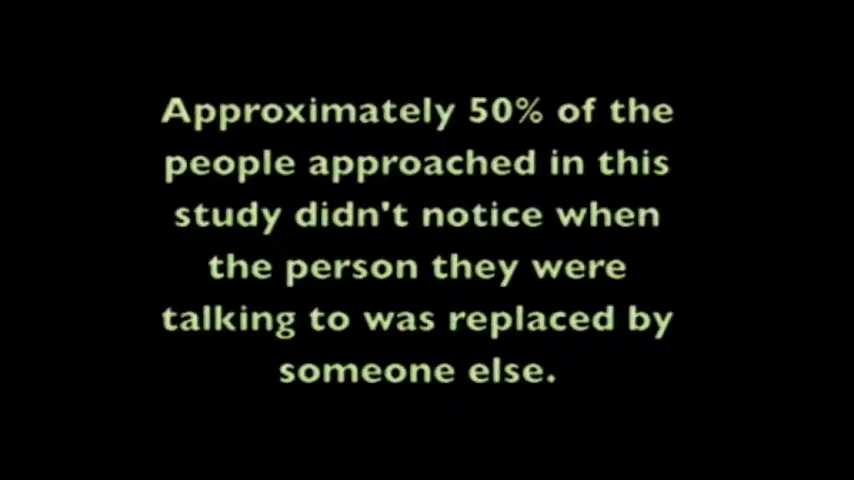 Approximately 50% of the
people approached in this
study didn't notice when
the person they were
talking to was replaced by
someone else.